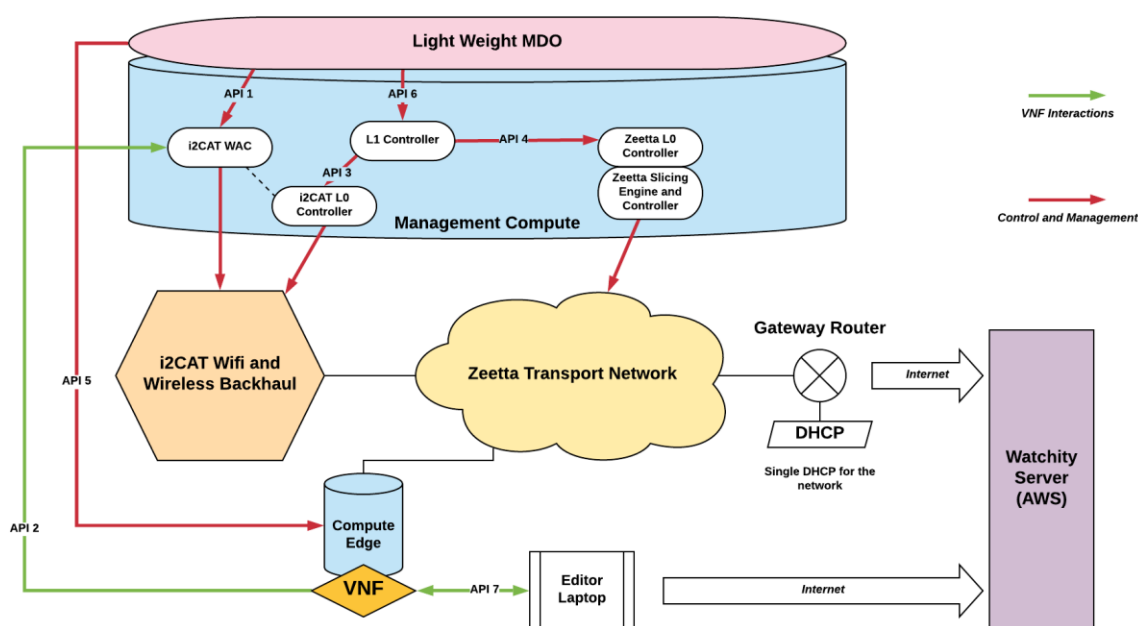 Light Weight MDO
API 1
API 6
VNF Interactions
i2CAT WAC
L1 Controller
API 4
Zeetta L0
Controller
API 3
Zeetta Slicing
Engine and
Controller
i2CAT L0
Controller
Management Compute
Control and Management
Gateway Router
i2CAT Wifi and
Wireless Backhaul
Zeetta Transport Network
Internet
API 5
DHCP
Single DHCP for the
network
Watchity
Server
(AWS)
API 2
Compute
Edge
VNF
API 7
Editor
Laptop
Internet